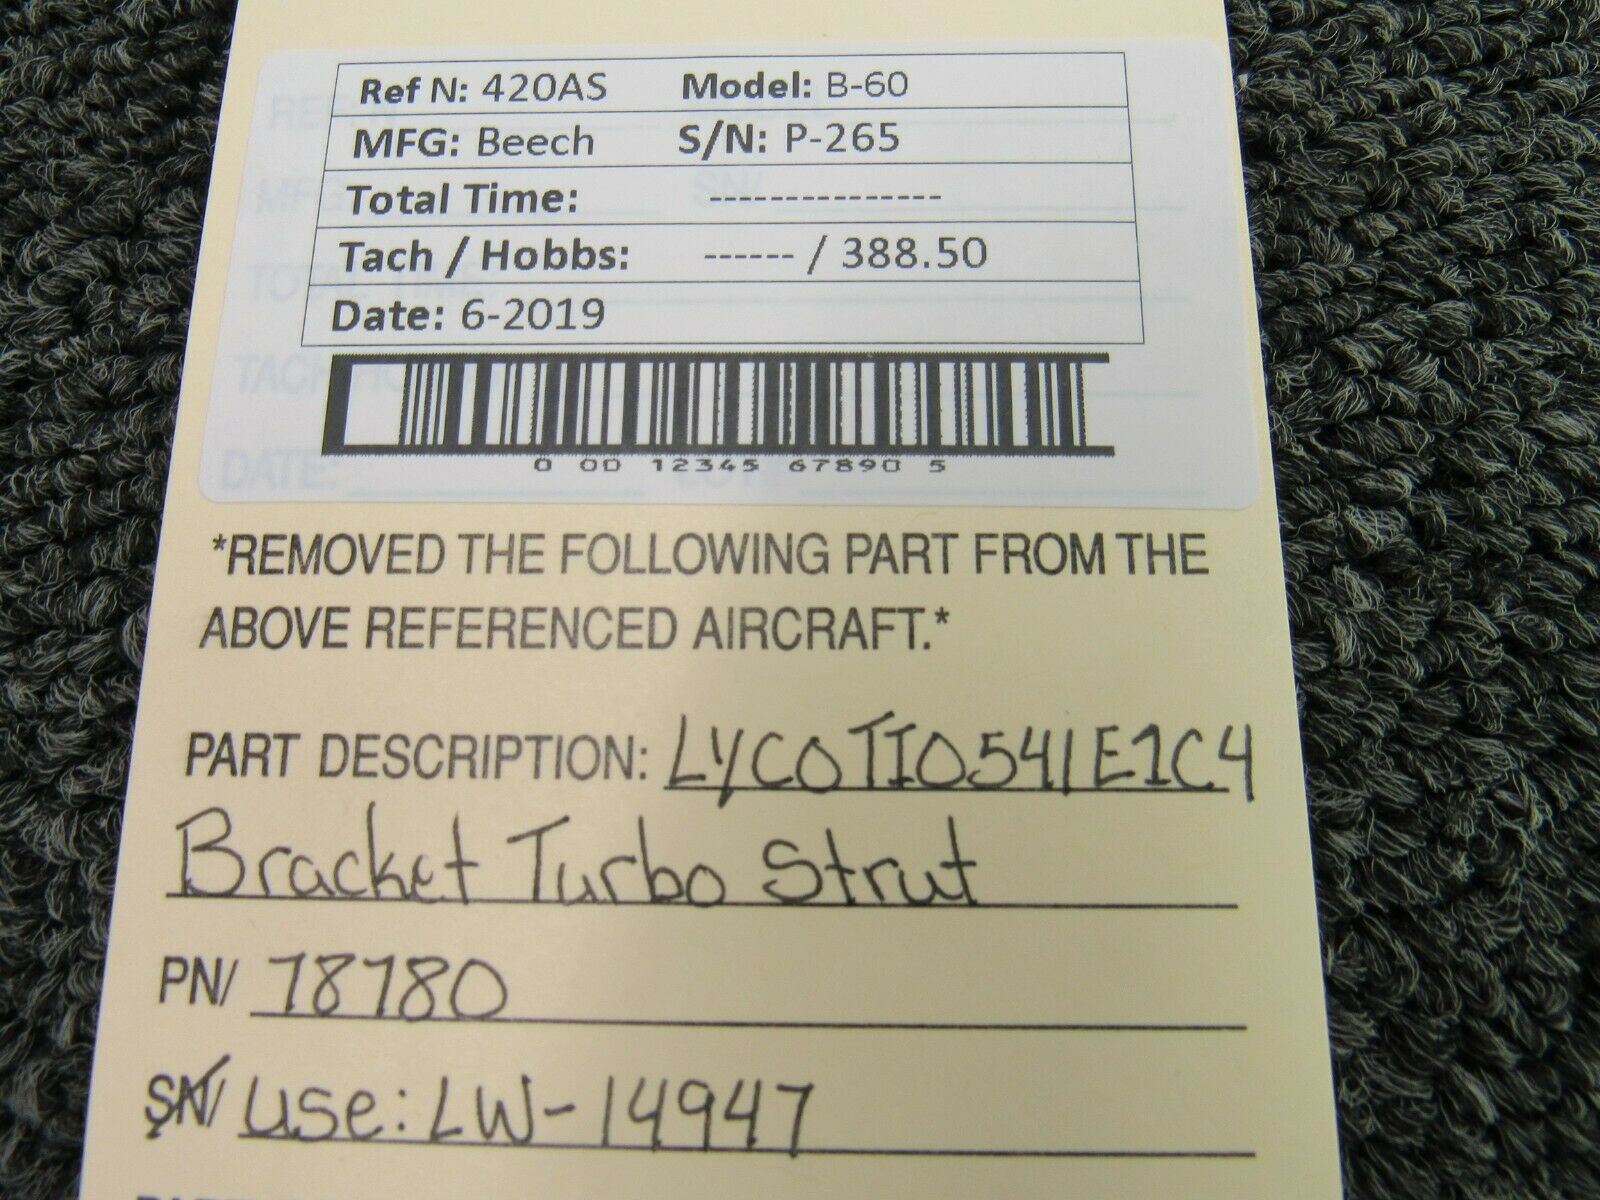 Ref N: 420AS Model: B-60
MFG: Beech S/N: P-265
Total Time: ---------------
Tach / Hobbs: ------ / 388.50
Date: 6-2019
0 00 12345 67890 5
*REMOVED THE FOLLOWING PART FROM THE
ABOVE REFERENCED AIRCRAFT.*
PART DESCRIPTION: LYCOTIO541E1C4
Bracket Turbo Strut
PN/ 78780
SN/ use: LW-14947